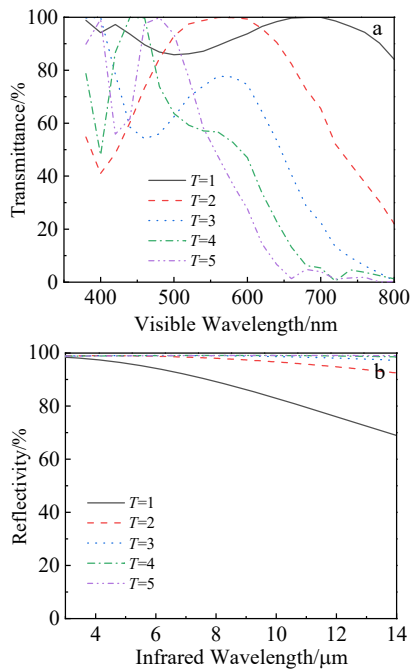 100
80
60
40
20
0
Transmittance/%
a
T=1
T=2
T=3
T=4
T=5
400 500 600 700 800
Visible Wavelength/nm
100
80
60
40
20
0
Reflectivity/%
b
T=1
T=2
T=3
T=4
T=5
4 6 8 10 12 14
Infrared Wavelength/μm